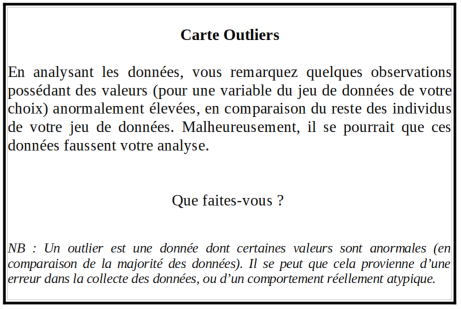 Carte Outliers
En analysant les données, vous remarquez quelques observations
possédant des valeurs (pour une variable du jeu de données de votre
choix) anormalement élevées, en comparaison du reste des individus
de votre jeu de données. Malheureusement, il se pourrait que ces
données faussent votre analyse.
Que faites-vous ?
NB : Un outlier est une donnée dont certaines valeurs sont anormales (en
comparaison de la majorité des données). Il se peut que cela provienne d’une
erreur dans la collecte des données, ou d’un comportement réellement atypique.